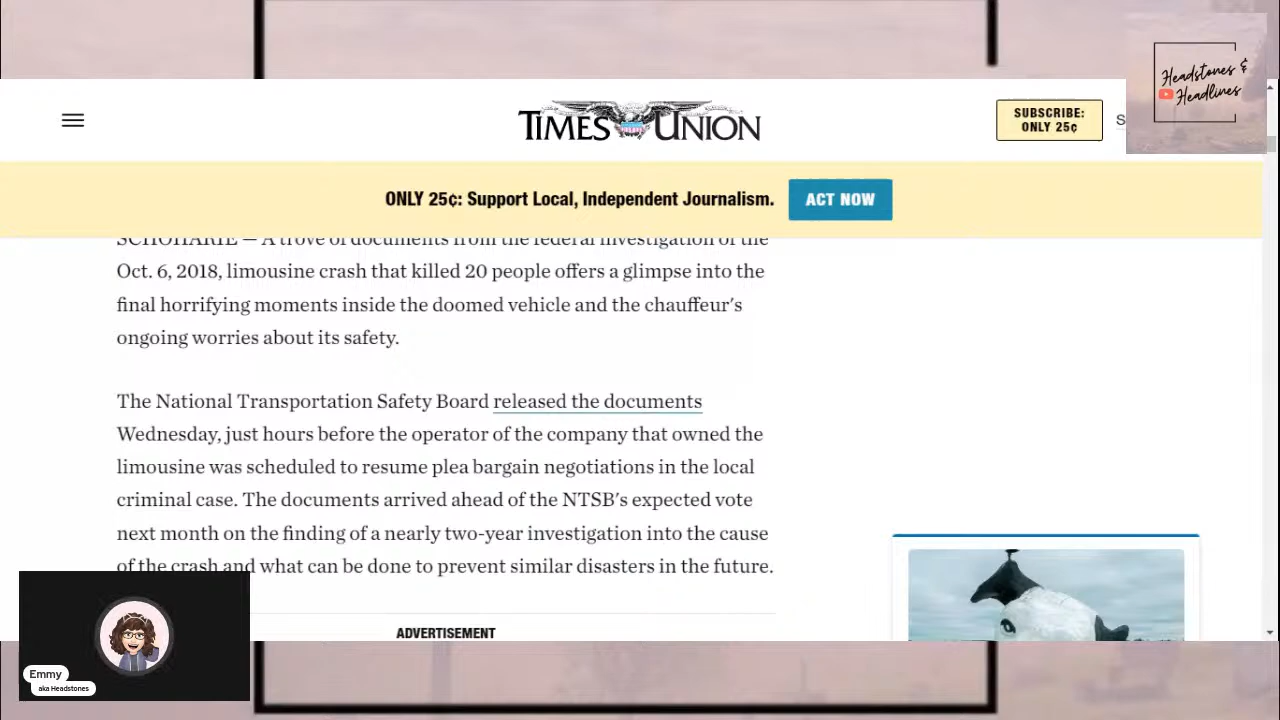 Headstones &
Headlines
TIMES UNION
SUBSCRIBE:
ONLY 25¢
S
ONLY 25¢: Support Local, Independent Journalism.
ACT NOW
SCHOHARIE — A trove of documents from the federal investigation of the
Oct. 6, 2018, limousine crash that killed 20 people offers a glimpse into the
final horrifying moments inside the doomed vehicle and the chauffeur's
ongoing worries about its safety.
The National Transportation Safety Board released the documents
Wednesday, just hours before the operator of the company that owned the
limousine was scheduled to resume plea bargain negotiations in the local
criminal case. The documents arrived ahead of the NTSB's expected vote
next month on the finding of a nearly two-year investigation into the cause
of the crash and what can be done to prevent similar disasters in the future.
ADVERTISEMENT
Emmy
aka Headstones